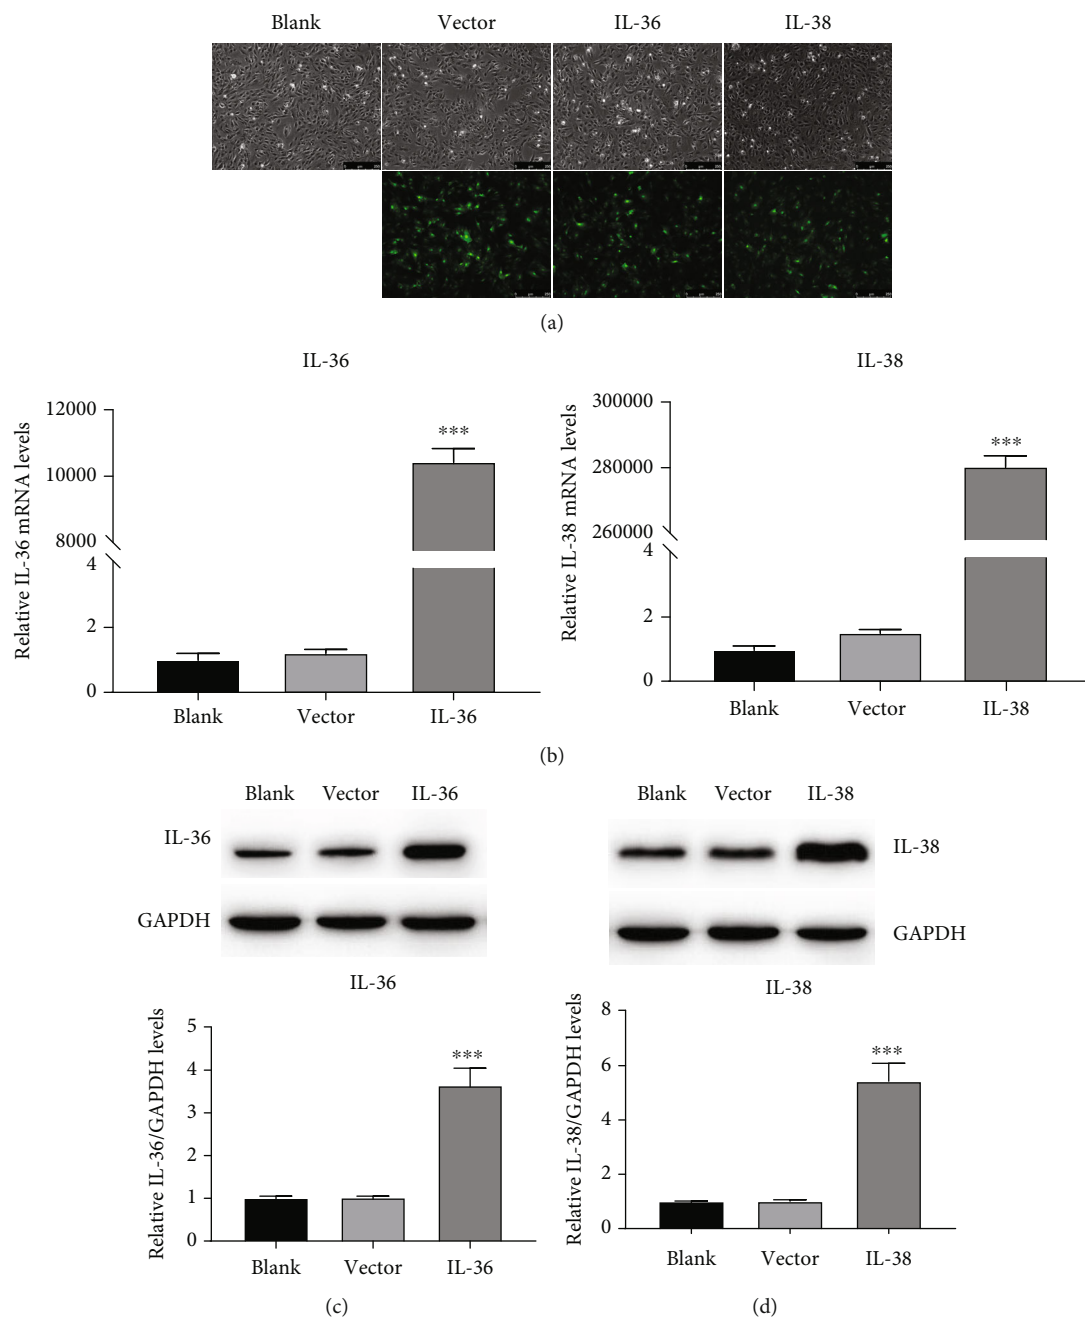 Blank Vector IL-36 IL-38
(a)
IL-36
Relative IL-36 mRNA levels
12000
10000
8000
4
2
0
***
Blank Vector IL-36
IL-38
Relative IL-38 mRNA levels
300000
280000
260000
4
2
0
***
Blank Vector IL-38
(b)
Blank Vector IL-36
IL-36
GAPDH
IL-36
Relative IL-36/GAPDH levels
5
4
3
2
1
0
***
Blank Vector IL-36
(c)
Blank Vector IL-38
IL-38
GAPDH
IL-38
Relative IL-38/GAPDH levels
8
6
4
2
0
***
Blank Vector IL-38
(d)